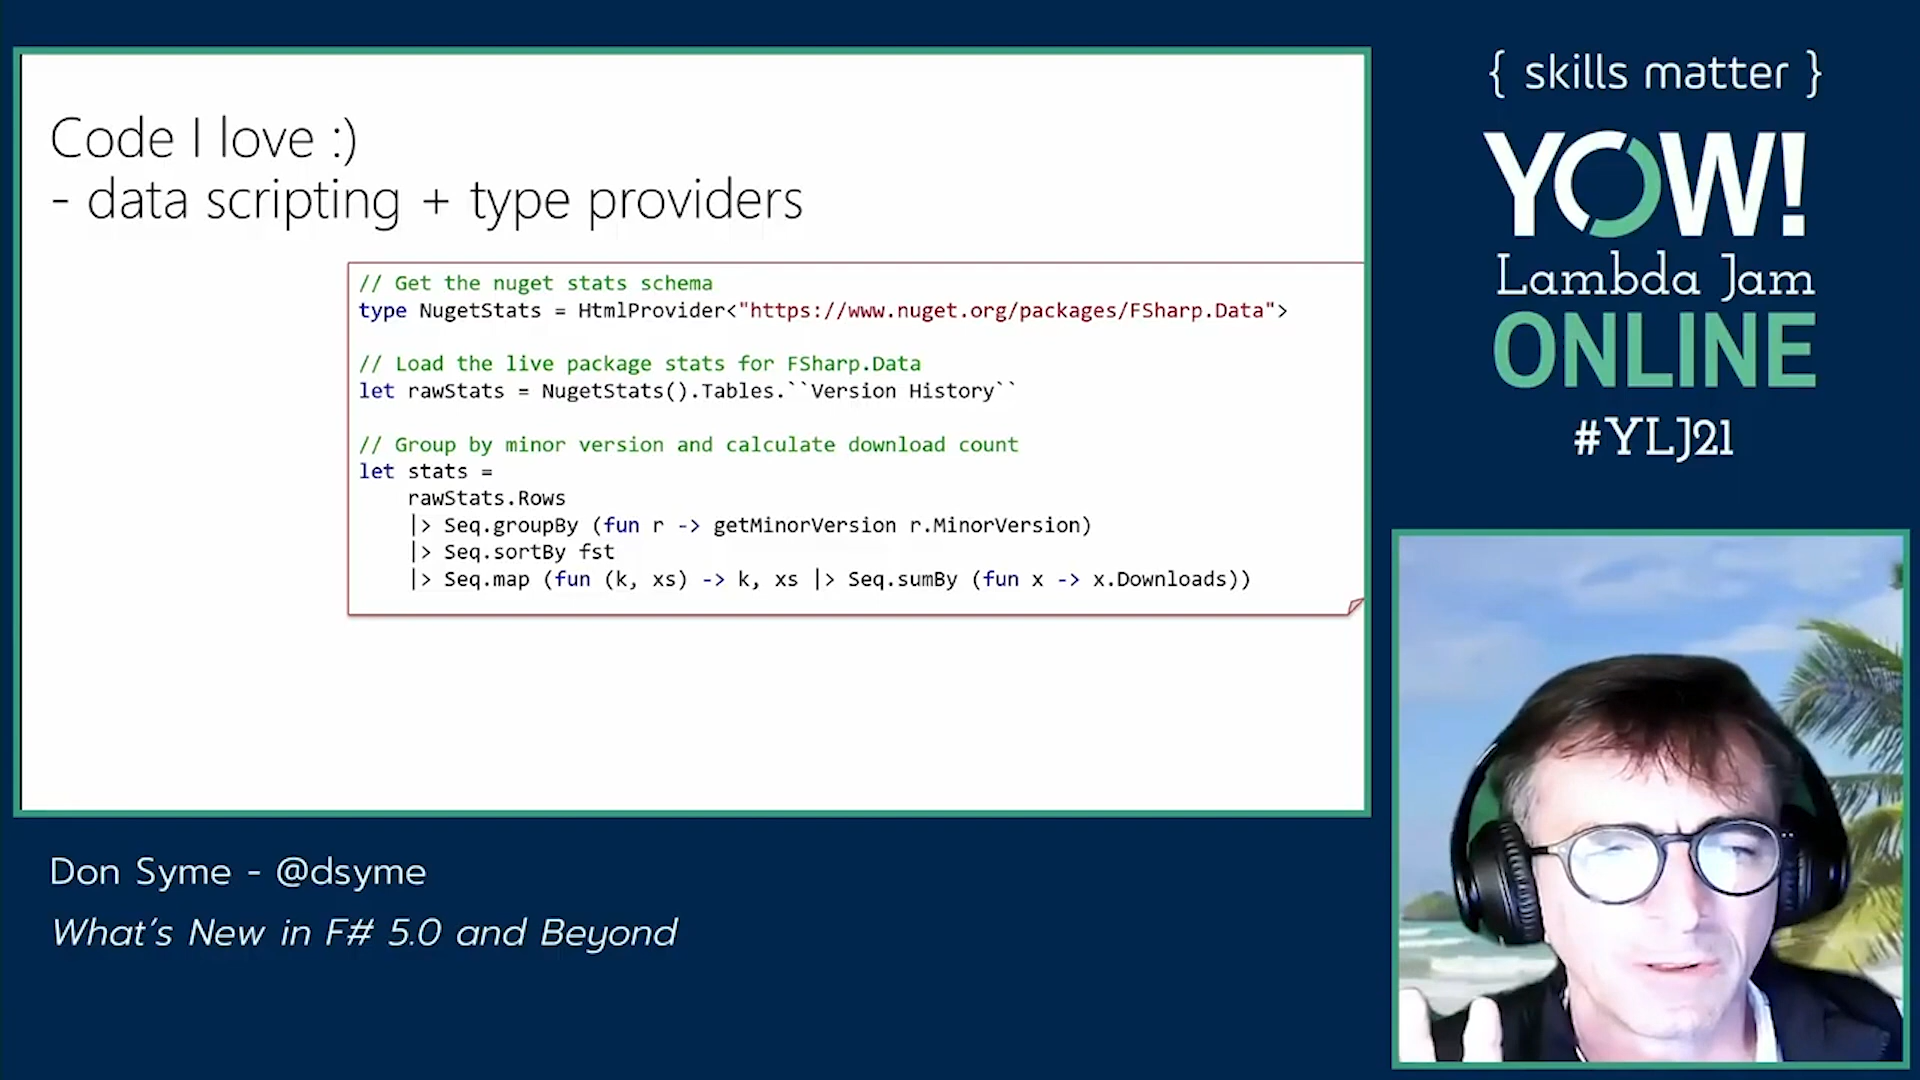 Code I love :)
- data scripting + type providers
// Get the nuget stats schema
type NugetStats = HtmlProvider<"https://www.nuget.org/packages/FSharp.Data">
// Load the live package stats for FSharp.Data
let rawStats = NugetStats().Tables.``Version History``
// Group by minor version and calculate download count
let stats =
    rawStats.Rows
    |> Seq.groupBy (fun r -> getMinorVersion r.MinorVersion)
    |> Seq.sortBy fst
    |> Seq.map (fun (k, xs) -> k, xs |> Seq.sumBy (fun x -> x.Downloads))
{ skills matter }
YOW!
Lambda Jam
ONLINE
#YLJ21
Don Syme - @dsyme
What's New in F# 5.0 and Beyond